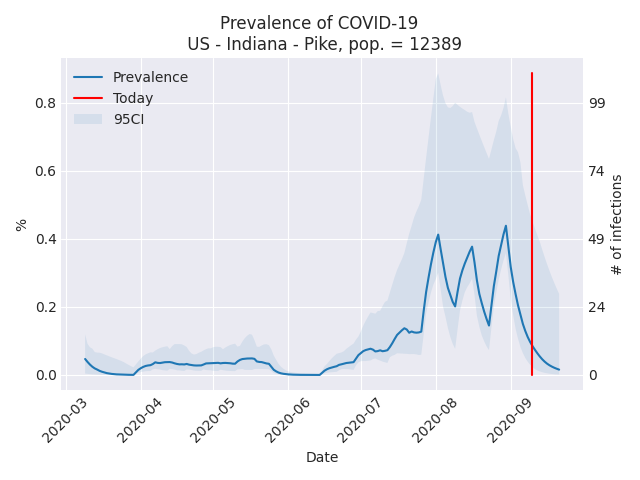 Prevalence of COVID-19
US - Indiana - Pike, pop. = 12389
Prevalence
Today
95CI
0.8
0.6
0.4
0.2
0.0
%
99
74
49
24
0
# of infections
2020-03
2020-04
2020-05
2020-06
2020-07
2020-08
2020-09
Date